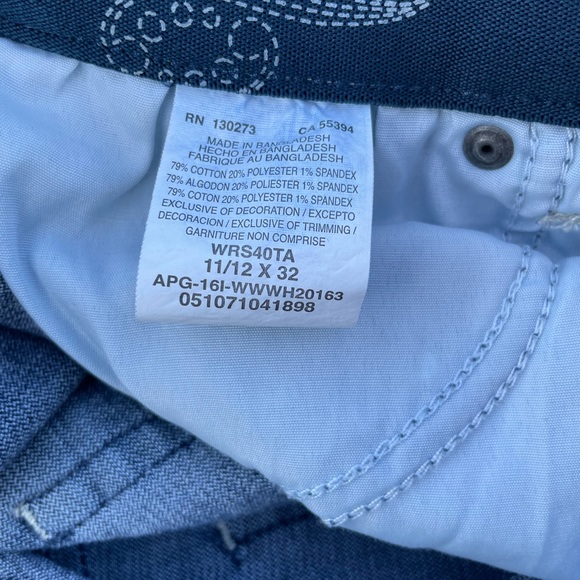 RN 130273 CA 55394
MADE IN BANGLADESH
HECHO EN BANGLADESH
FABRIQUE AU BANGLADESH
79% COTTON 20% POLYESTER 1% SPANDEX
79% ALGODON 20% POLIESTER 1% SPANDEX
79% COTON 20% POLYESTER 1% SPANDEX
EXCLUSIVE OF DECORATION / EXCEPTO
DECORACION / EXCLUSIVE OF TRIMMING /
GARNITURE NON COMPRISE
WRS40TA
11/12 X 32
APG-16I-WWWH20163
051071041898